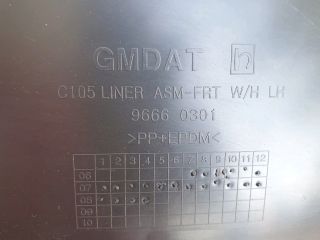 GMDAT h
C105 LINER ASM-FRT W/H LH
9666 0301
>PP+EPDM<
1 2 3 4 5 6 7 8 9 10 11 12
06
07
08
09
10